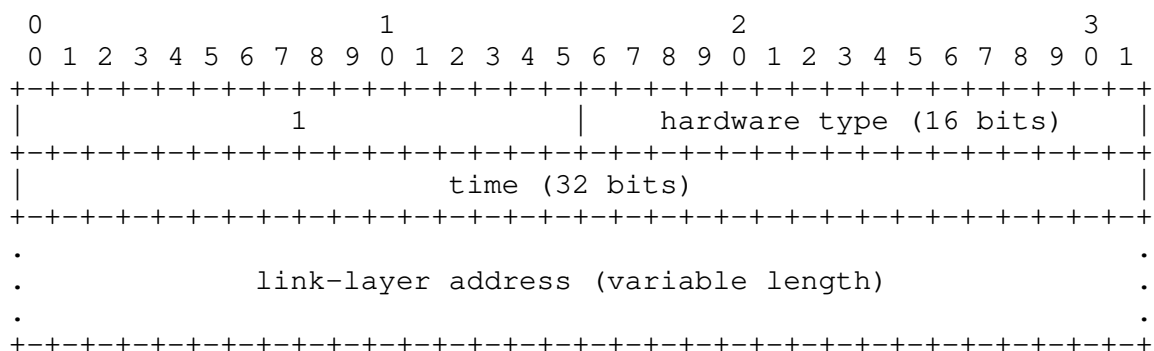 0                   1                   2                   3
0 1 2 3 4 5 6 7 8 9 0 1 2 3 4 5 6 7 8 9 0 1 2 3 4 5 6 7 8 9 0 1
+-+-+-+-+-+-+-+-+-+-+-+-+-+-+-+-+-+-+-+-+-+-+-+-+-+-+-+-+-+-+-+-+
|               1               |    hardware type (16 bits)    |
+-+-+-+-+-+-+-+-+-+-+-+-+-+-+-+-+-+-+-+-+-+-+-+-+-+-+-+-+-+-+-+-+
|                        time (32 bits)                         |
+-+-+-+-+-+-+-+-+-+-+-+-+-+-+-+-+-+-+-+-+-+-+-+-+-+-+-+-+-+-+-+-+
.                                                               .
.             link-layer address (variable length)              .
.                                                               .
+-+-+-+-+-+-+-+-+-+-+-+-+-+-+-+-+-+-+-+-+-+-+-+-+-+-+-+-+-+-+-+-+